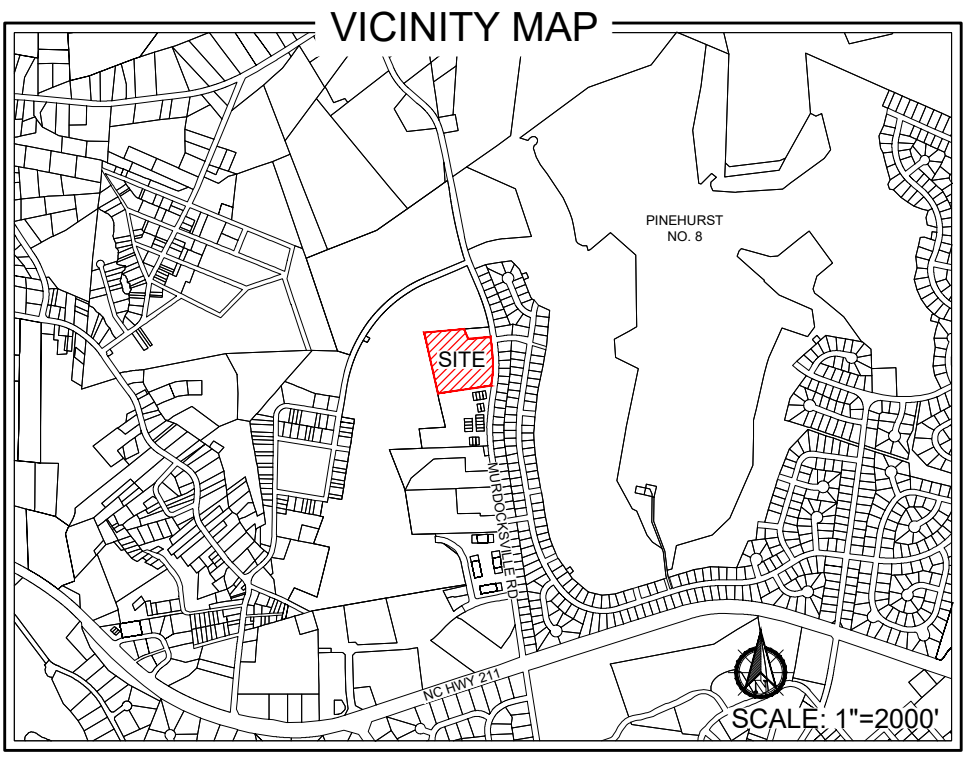 VICINITY MAP
PINEHURST
NO. 8
SITE
MURDOCKSVILLE RD
NC HWY 211
N
SCALE: 1"=2000'